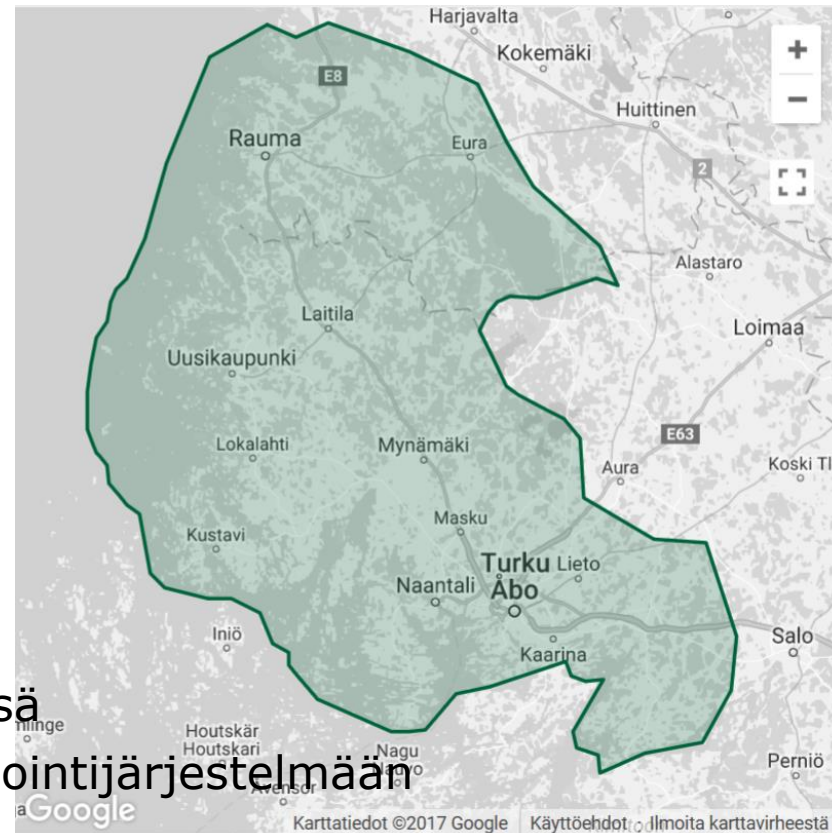 Harjavalta
Kokemäki
+
−
E8
Huittinen
Rauma
Eura
2
Alastaro
Laitila
Loimaa
Uusikaupunki
E63
Lokalahti
Mynämäki
Aura
Koski Tl
Masku
Kustavi
Turku
Åbo
Lieto
Naantali
Iniö
Kaarina
Salo
sä
Houtskär
Houtskari
Nagu
ointijärjestelmään
Perniö
Google
Karttatiedot ©2017 Google
Käyttöehdot
Ilmoita karttavirheestä